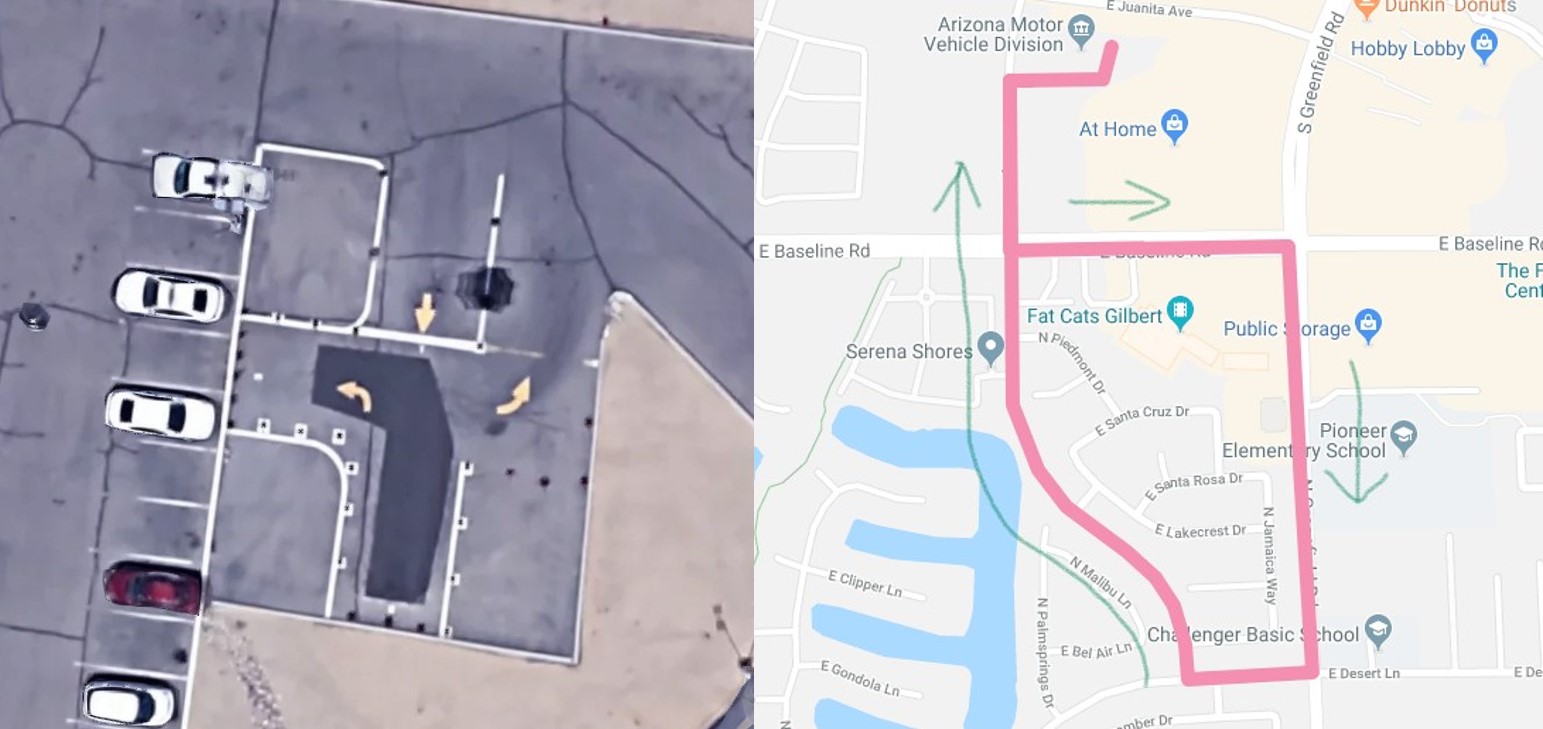 E Juanita Ave
Dunkin' Donuts
Arizona Motor
Vehicle Division
S Greenfield Rd
Hobby Lobby
At Home
E Baseline Rd
E Baseline Rd
E Baseline Rd
The F
Cent
Fat Cats Gilbert
Public Storage
Serena Shores
N Piedmont Dr
E Santa Cruz Dr
Pioneer
Elementary School
E Santa Rosa Dr
E Lakecrest Dr
N Jamaica Way
E Clipper Ln
N Malibu Ln
N Palmsprings Dr
Challenger Basic School
E Bel Air Ln
E Gondola Ln
E Desert Ln
E De
mber Dr
N